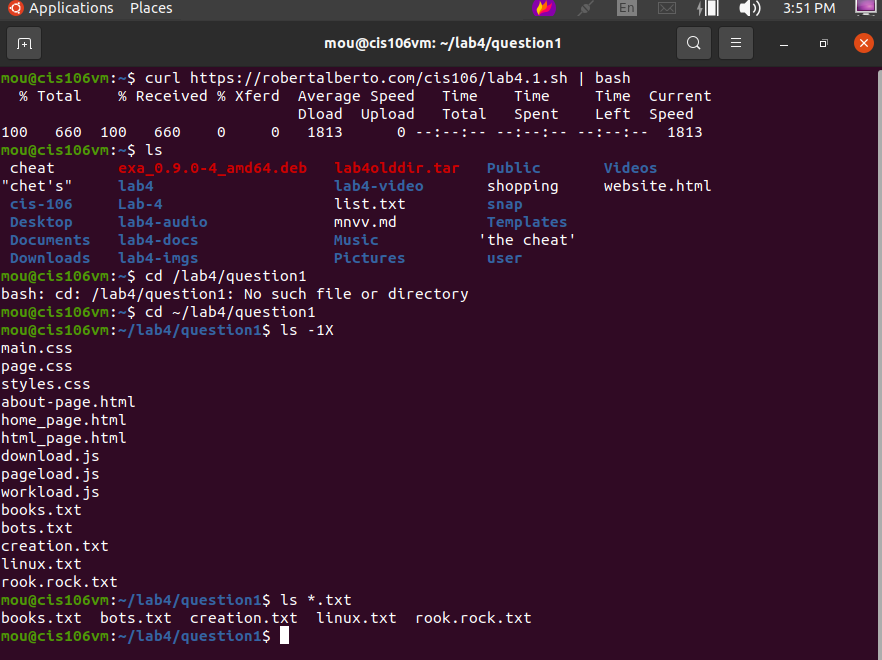 Applications Places En 3:51 PM
mou@cis106vm: ~/lab4/question1
mou@cis106vm:~$ curl https://robertalberto.com/cis106/lab4.1.sh | bash
% Total % Received % Xferd Average Speed Time Time Time Current
Dload Upload Total Spent Left Speed
100 660 100 660 0 0 1813 0 --:--:-- --:--:-- --:--:-- 1813
mou@cis106vm:~$ ls
cheat exa_0.9.0-4_amd64.deb lab4olddir.tar Public Videos
"chet's" lab4 lab4-video shopping website.html
cis-106 Lab-4 list.txt snap
Desktop lab4-audio mnvv.md Templates
Documents lab4-docs Music 'the cheat'
Downloads lab4-imgs Pictures user
mou@cis106vm:~$ cd /lab4/question1
bash: cd: /lab4/question1: No such file or directory
mou@cis106vm:~$ cd ~/lab4/question1
mou@cis106vm:~/lab4/question1$ ls -1X
main.css
page.css
styles.css
about-page.html
home_page.html
html_page.html
download.js
pageload.js
workload.js
books.txt
bots.txt
creation.txt
linux.txt
rook.rock.txt
mou@cis106vm:~/lab4/question1$ ls *.txt
books.txt bots.txt creation.txt linux.txt rook.rock.txt
mou@cis106vm:~/lab4/question1$